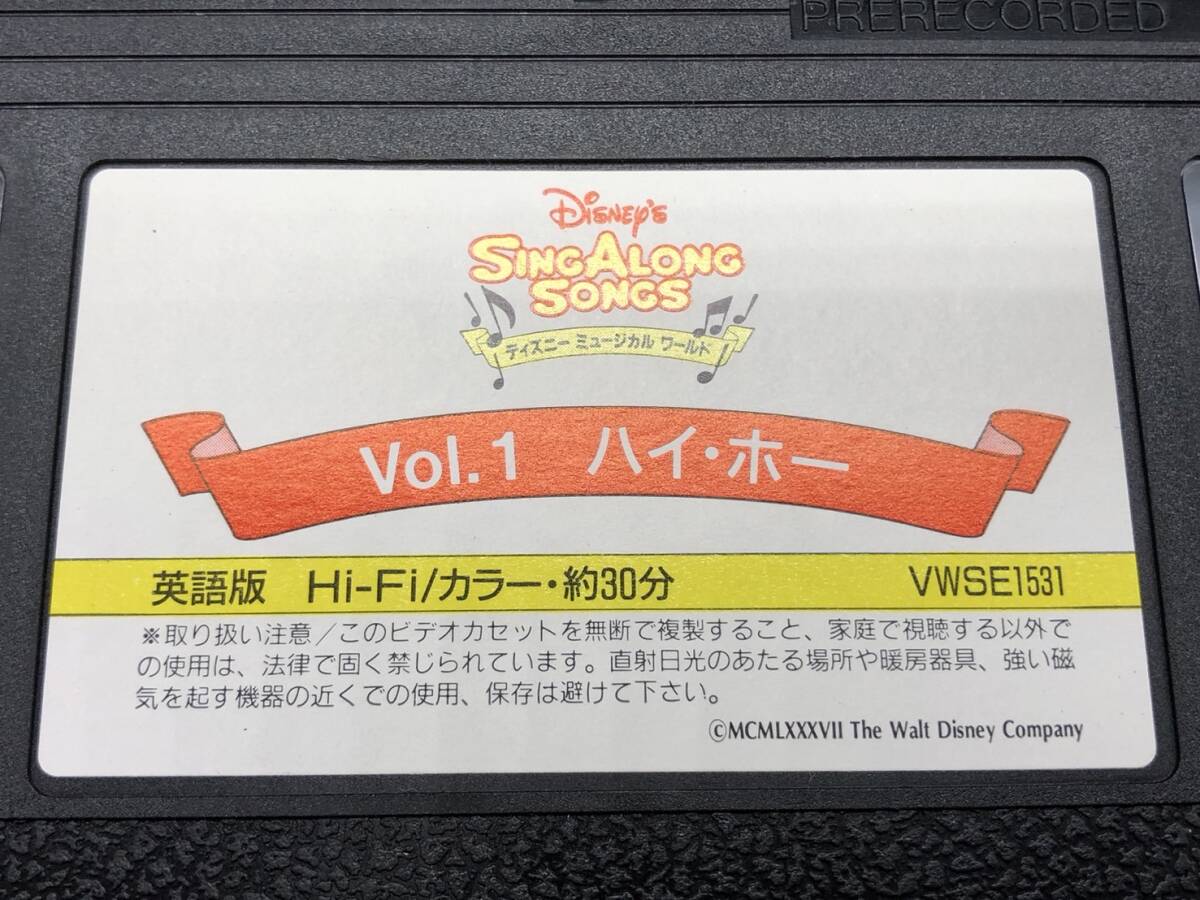 PRERECORDED
DISNEY'S
SING ALONG
SONGS
ディズニー ミュージカル ワールド
Vol.1 ハイ・ホー
英語版 Hi-Fi/カラー・約30分 VWSE1531
※取り扱い注意／このビデオカセットを無断で複製すること、家庭で視聴する以外で
の使用は、法律で固く禁じられています。直射日光のあたる場所や暖房器具、強い磁
気を起す機器の近くでの使用、保存は避けて下さい。
©MCMLXXXVII The Walt Disney Company